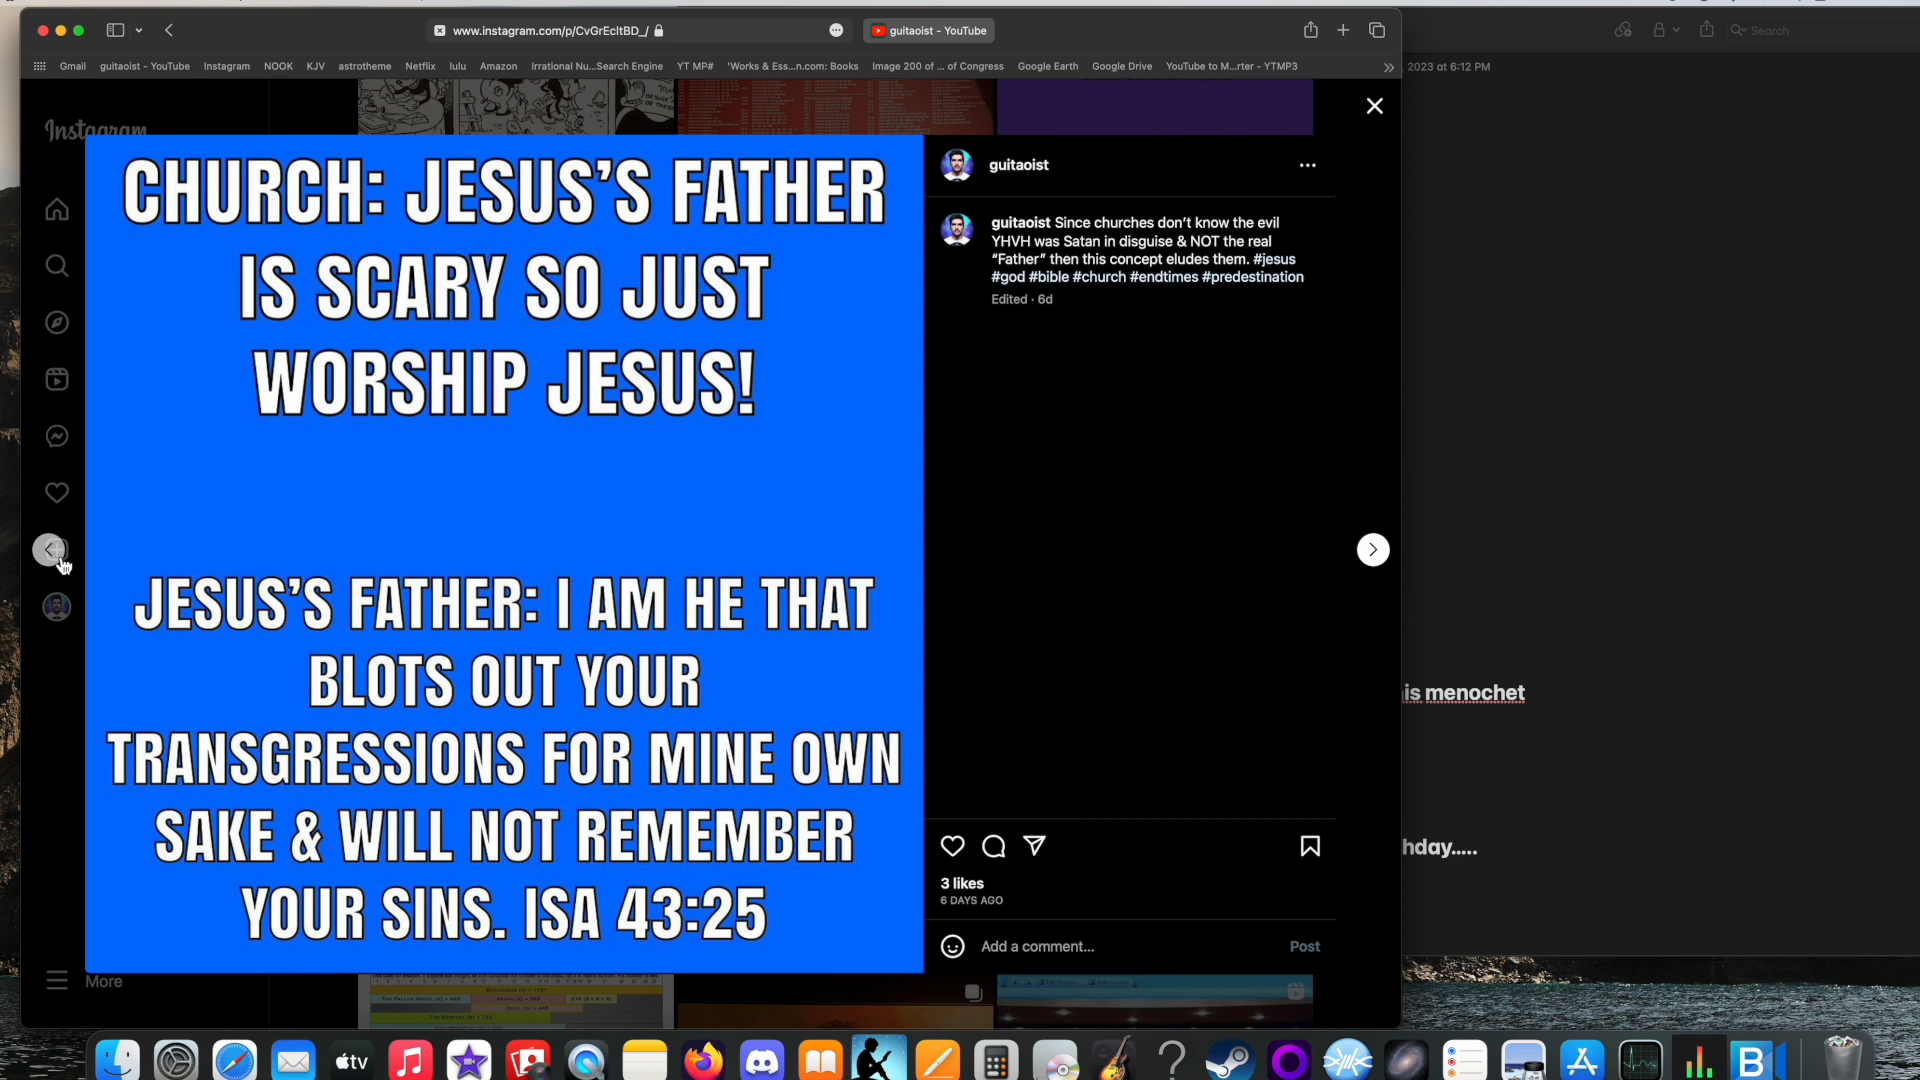 www.instagram.com/p/CvGrEcltBD_/
guitaoist - YouTube
Search
Gmail
guitaoist - YouTube
Instagram
NOOK
KJV
astrotheme
Netflix
lulu
Amazon
Irrational Nu...Search Engine
YT MP#
'Works & Ess...n.com: Books
Image 200 of ... of Congress
Google Earth
Google Drive
YouTube to M...rter - YTMP3
, 2023 at 6:12 PM
Instagram
CHURCH: JESUS'S FATHER
IS SCARY SO JUST
WORSHIP JESUS!
JESUS'S FATHER: I AM HE THAT
BLOTS OUT YOUR
TRANSGRESSIONS FOR MINE OWN
SAKE & WILL NOT REMEMBER
YOUR SINS. ISA 43:25
guitaoist
guitaoist Since churches don't know the evil
YHVH was Satan in disguise & NOT the real
“Father” then this concept eludes them. #jesus
#god #bible #church #endtimes #predestination
Edited · 6d
is menochet
hday.....
3 likes
6 DAYS AGO
Add a comment...
Post
More
tv